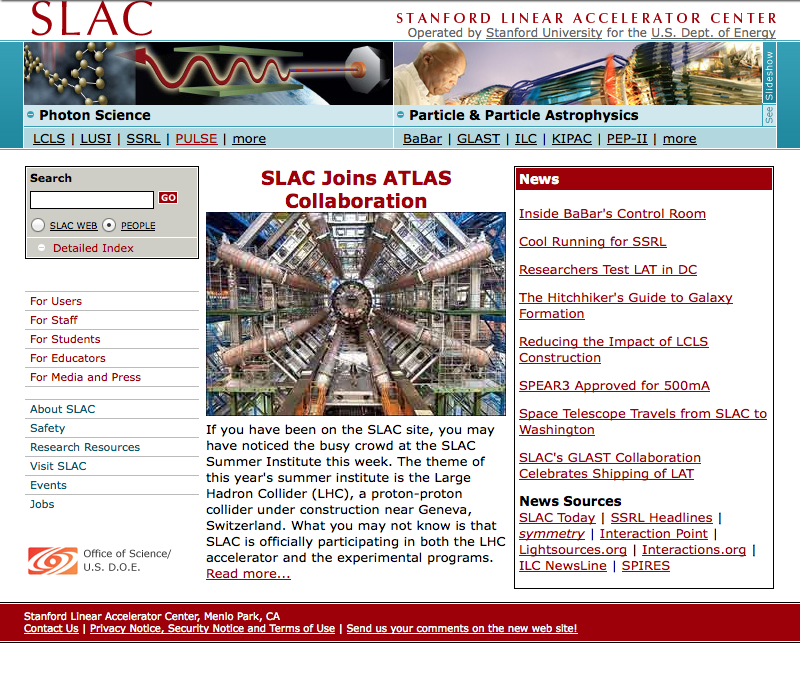 SLAC
STANFORD LINEAR ACCELERATOR CENTER
Operated by Stanford University for the U.S. Dept. of Energy
See Slideshow
Photon Science
Particle & Particle Astrophysics
LCLS | LUSI | SSRL | PULSE | more
BaBar | GLAST | ILC | KIPAC | PEP-II | more
Search
GO
SLAC WEB PEOPLE
Detailed Index
For Users
For Staff
For Students
For Educators
For Media and Press
About SLAC
Safety
Research Resources
Visit SLAC
Events
Jobs
Office of Science/
U.S. D.O.E.
SLAC Joins ATLAS
Collaboration
If you have been on the SLAC site, you may
have noticed the busy crowd at the SLAC
Summer Institute this week. The theme of
this year's summer institute is the Large
Hadron Collider (LHC), a proton-proton
collider under construction near Geneva,
Switzerland. What you may not know is that
SLAC is officially participating in both the LHC
accelerator and the experimental programs.
Read more...
News
Inside BaBar's Control Room
Cool Running for SSRL
Researchers Test LAT in DC
The Hitchhiker's Guide to Galaxy
Formation
Reducing the Impact of LCLS
Construction
SPEAR3 Approved for 500mA
Space Telescope Travels from SLAC to
Washington
SLAC's GLAST Collaboration
Celebrates Shipping of LAT
News Sources
SLAC Today | SSRL Headlines |
symmetry | Interaction Point |
Lightsources.org | Interactions.org |
ILC NewsLine | SPIRES
Stanford Linear Accelerator Center, Menlo Park, CA
Contact Us | Privacy Notice, Security Notice and Terms of Use | Send us your comments on the new web site!